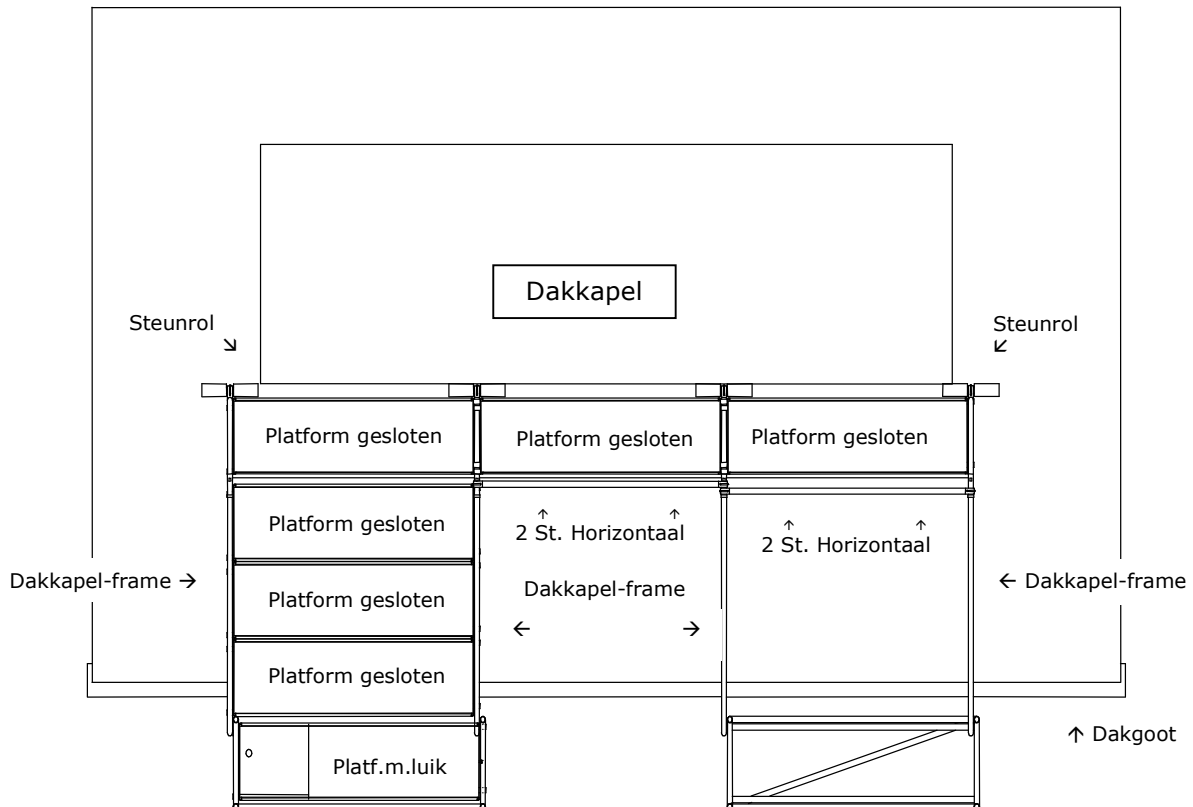 Dakkapel
Steunrol
↘
Steunrol
↙
Platform gesloten
Platform gesloten
Platform gesloten
Platform gesloten
↑ ↑
2 St. Horizontaal
↑ ↑
2 St. Horizontaal
Dakkapel-frame →
Platform gesloten
Dakkapel-frame
← →
← Dakkapel-frame
Platform gesloten
Platf.m.luik
↑ Dakgoot